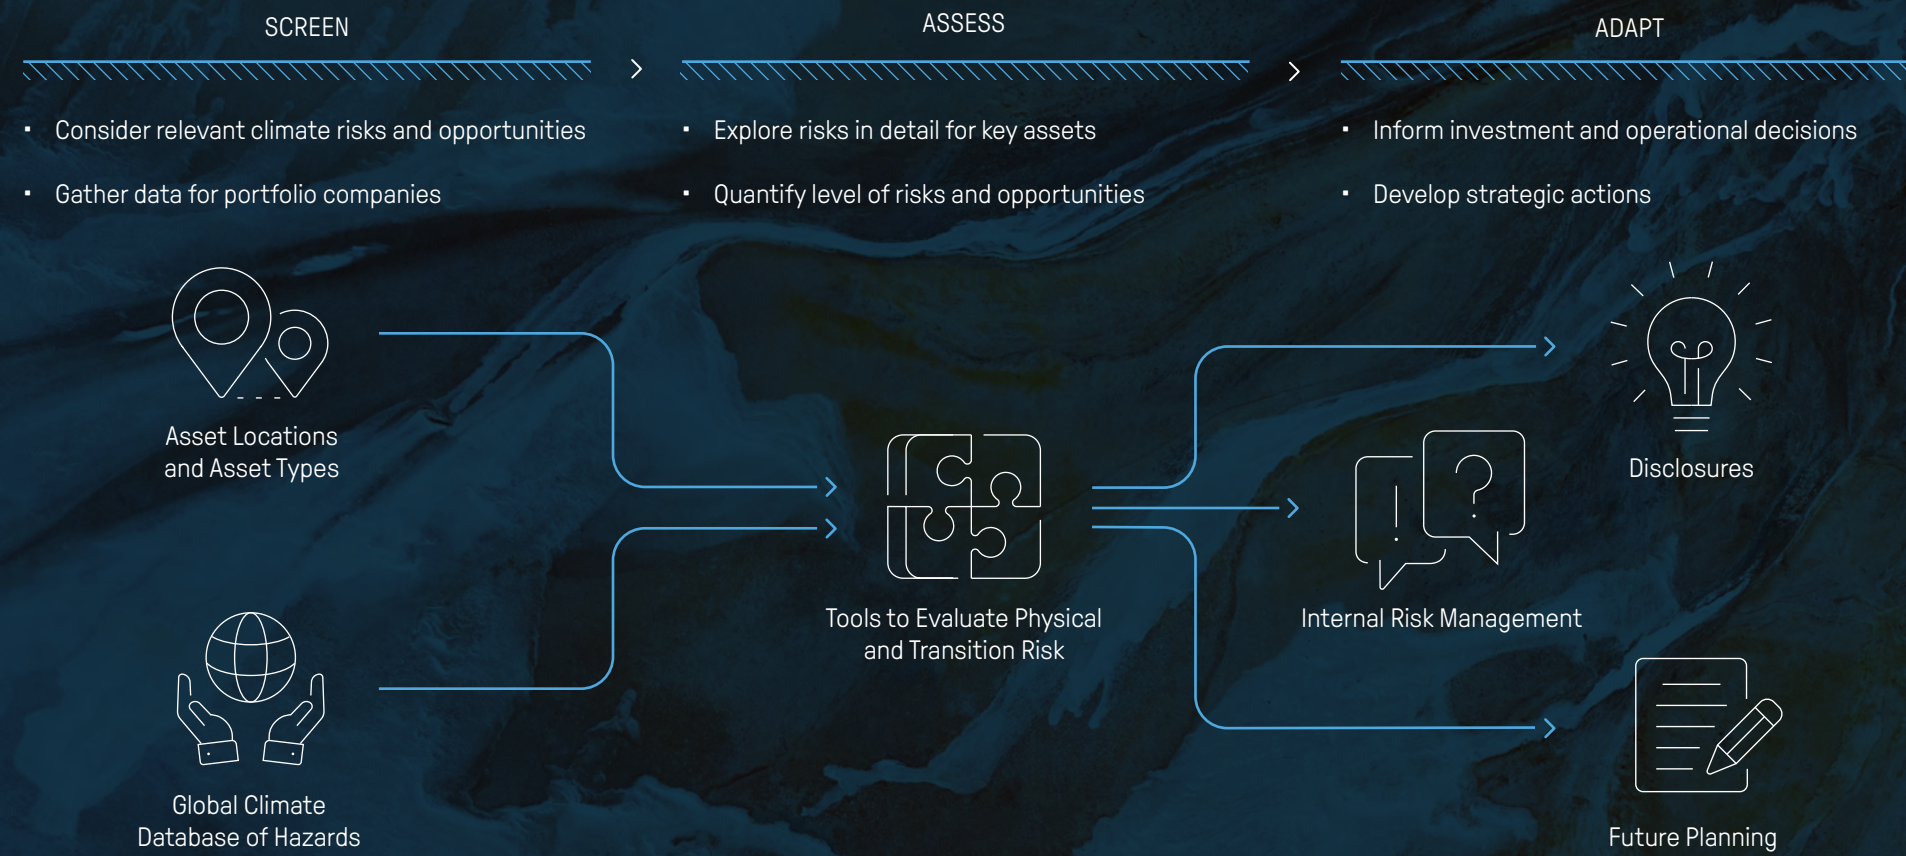 SCREEN
• Consider relevant climate risks and opportunities
• Gather data for portfolio companies
ASSESS
• Explore risks in detail for key assets
• Quantify level of risks and opportunities
ADAPT
• Inform investment and operational decisions
• Develop strategic actions
Asset Locations
and Asset Types
Global Climate
Database of Hazards
Tools to Evaluate Physical
and Transition Risk
Disclosures
Internal Risk Management
Future Planning